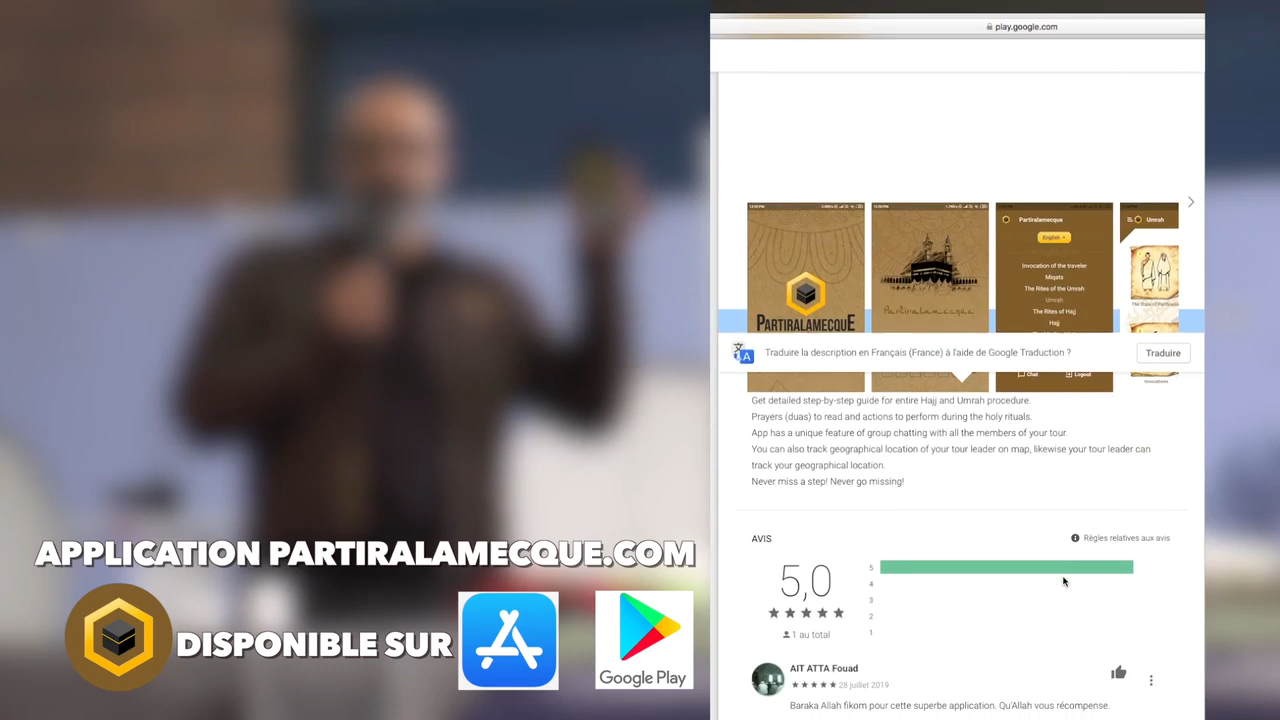 play.google.com
PARTIRALAMECQUE
Partiralamecque
Partiralamecque
English
Invocation of the traveler
Miqats
The Rites of the Umrah
Umrah
The Rites of Hajj
Hajj
Chat
Logout
Umrah
Invocations
Traduire la description en Français (France) à l'aide de Google Traduction ?
Traduire
Get detailed step-by-step guide for entire Hajj and Umrah procedure.
Prayers (duas) to read and actions to perform during the holy rituals.
App has a unique feature of group chatting with all the members of your tour.
You can also track geographical location of your tour leader on map, likewise your tour leader can
track your geographical location.
Never miss a step! Never go missing!
AVIS
Règles relatives aux avis
5,0
1 au total
5
4
3
2
1
AIT ATTA Fouad
28 juillet 2019
Baraka Allah fikom pour cette superbe application. Qu'Allah vous récompense.
APPLICATION PARTIRALAMECQUE.COM
DISPONIBLE SUR
Google Play